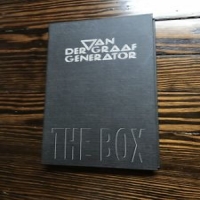 VAN
DER GRAAF
GENERATOR
THE BOX